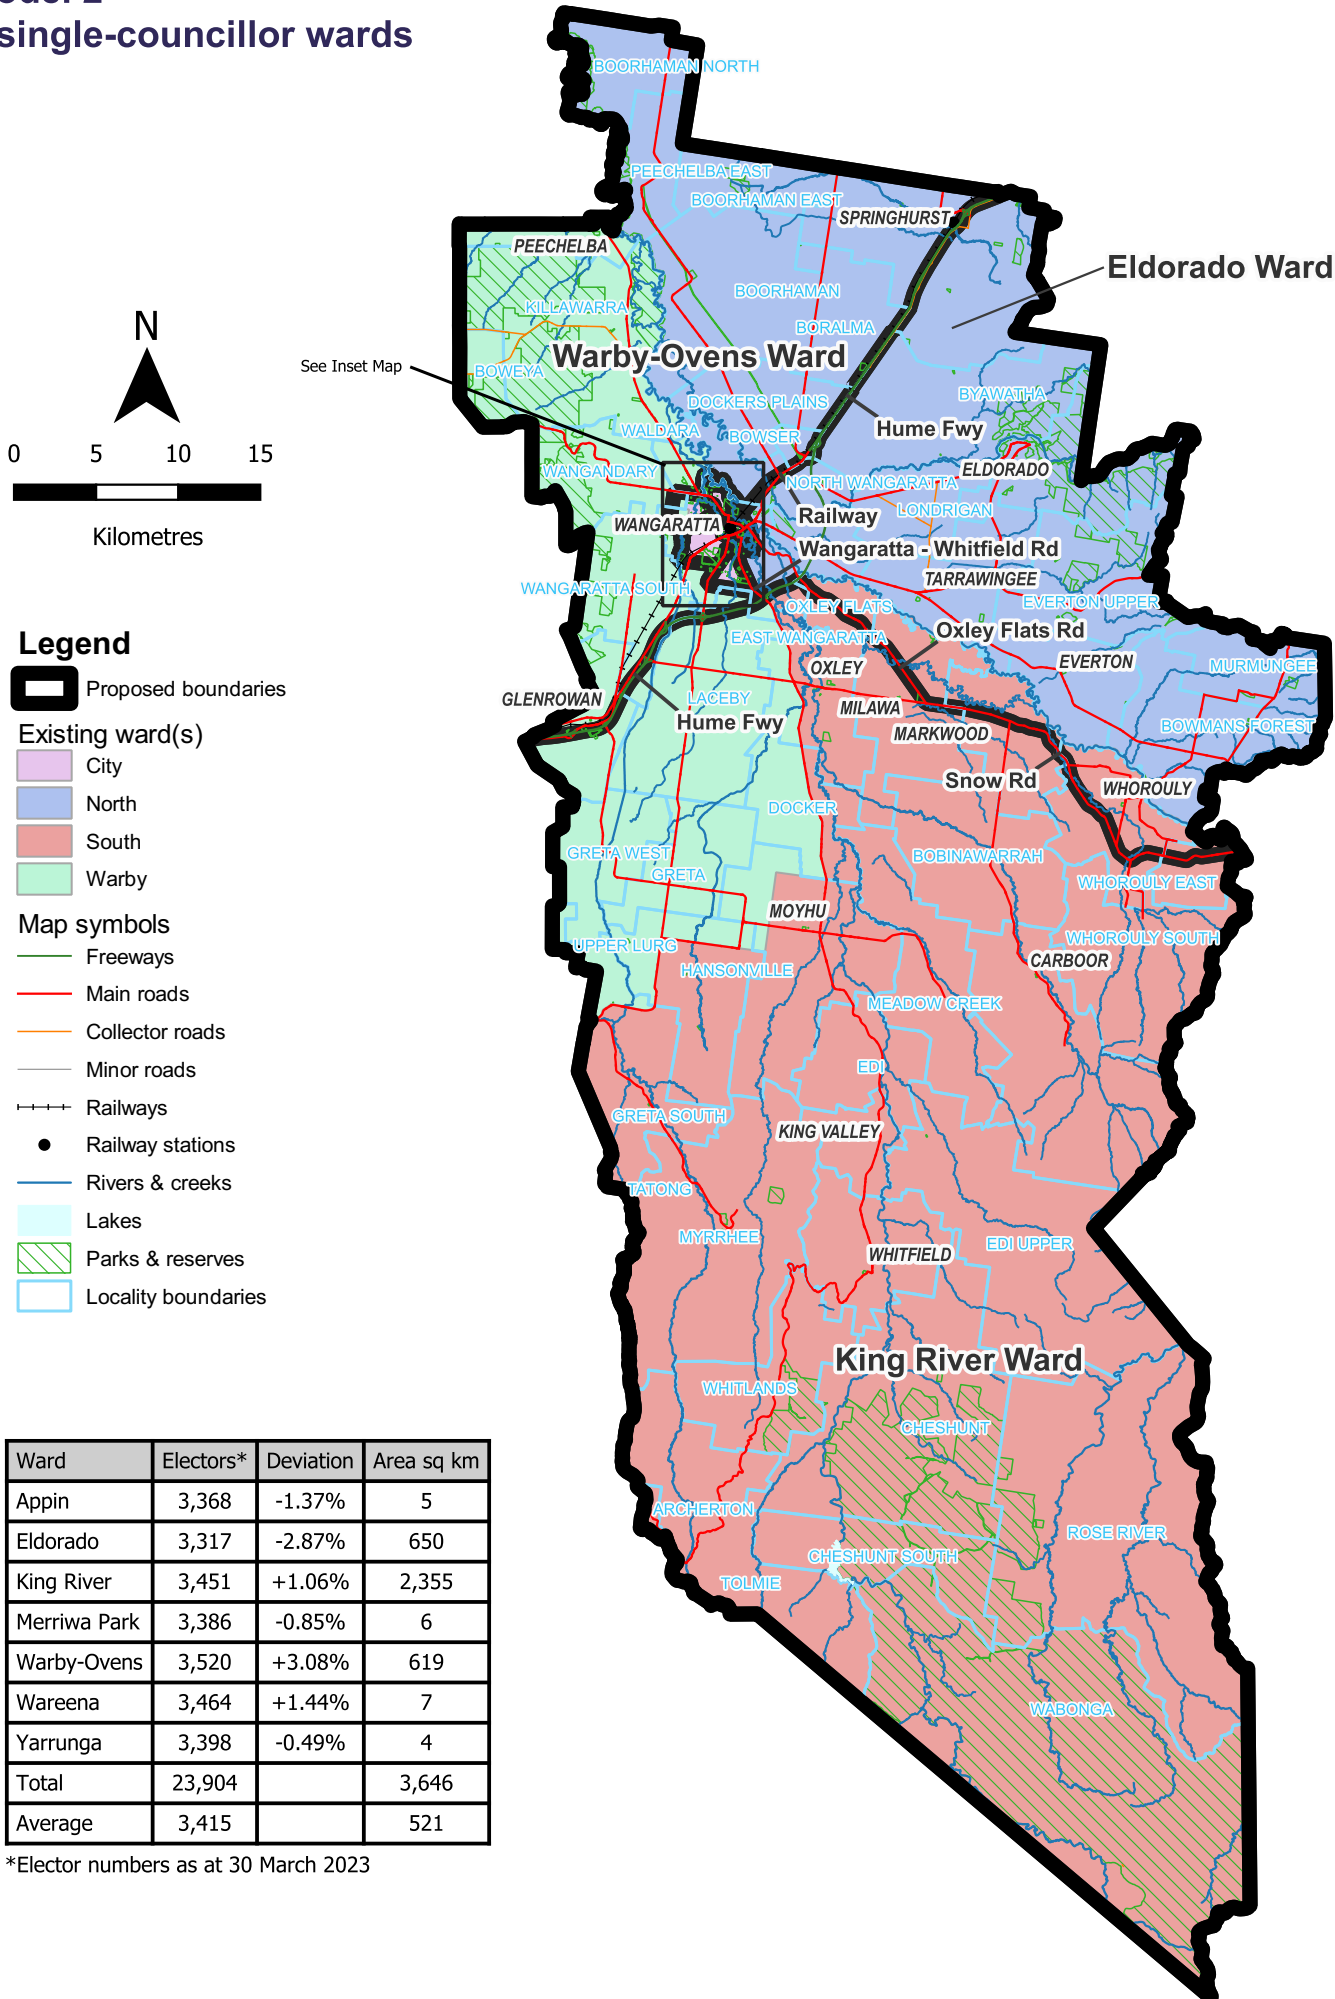 single-councillor wards
BOORHAMAN NORTH
PEECHELBA EAST
BOORHAMAN EAST
SPRINGHURST
PEECHELBA
Eldorado Ward
BOORHAMAN
KILLAWARRA
BORALMA
N
Warby-Ovens Ward
See Inset Map
BOWEYA
BYAWATHA
DOCKERS PLAINS
Hume Fwy
WALDARA
BOWSER
0 5 10 15
Kilometres
WANGANDARY
ELDORADO
NORTH WANGARATTA
LONDRIGAN
Railway
WANGARATTA
Wangaratta - Whitfield Rd
TARRAWINGEE
WANGARATTA SOUTH
EVERTON UPPER
OXLEY FLATS
Oxley Flats Rd
EAST WANGARATTA
EVERTON
MURMUNGEE
OXLEY
GLENROWAN
LACEBY
MILAWA
Hume Fwy
BOWMANS FOREST
MARKWOOD
Snow Rd
WHOROULY
DOCKER
GRETA WEST
BOBINAWARRAH
GRETA
WHOROULY EAST
MOYHU
WHOROULY SOUTH
UPPER LURG
CARBOOR
HANSONVILLE
MEADOW CREEK
EDI
GRETA SOUTH
KING VALLEY
TATONG
MYRRHEE
EDI UPPER
WHITFIELD
King River Ward
WHITLANDS
CHESHUNT
ARCHERTON
ROSE RIVER
CHESHUNT SOUTH
TOLMIE
WABONGA
Legend
Proposed boundaries
Existing ward(s)
City
North
South
Warby
Map symbols
Freeways
Main roads
Collector roads
Minor roads
Railways
Railway stations
Rivers & creeks
Lakes
Parks & reserves
Locality boundaries
Ward Electors* Deviation Area sq km
Appin 3,368 -1.37% 5
Eldorado 3,317 -2.87% 650
King River 3,451 +1.06% 2,355
Merriwa Park 3,386 -0.85% 6
Warby-Ovens 3,520 +3.08% 619
Wareena 3,464 +1.44% 7
Yarrunga 3,398 -0.49% 4
Total 23,904 3,646
Average 3,415 521
*Elector numbers as at 30 March 2023